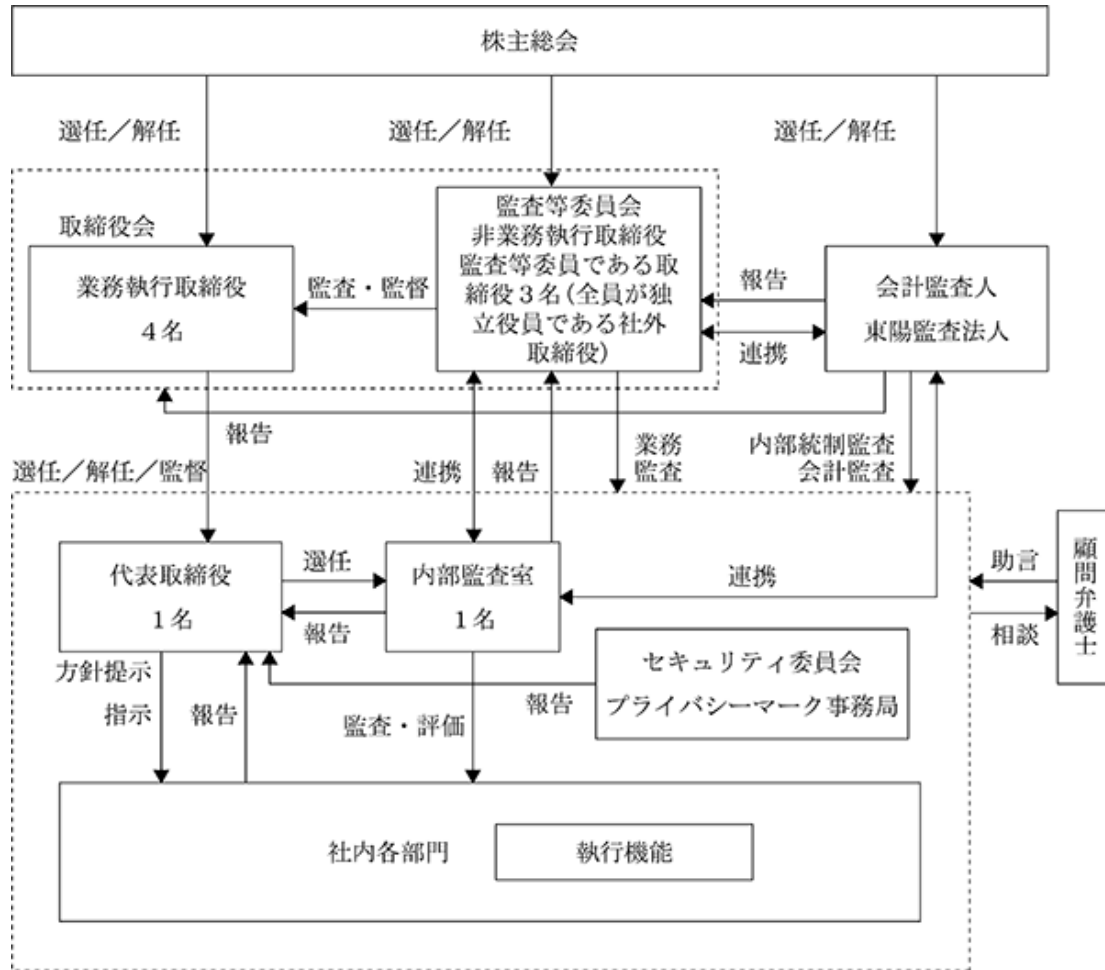 株主総会
選任／解任
選任／解任
選任／解任
取締役会
業務執行取締役
４名
監査・監督
監査等委員会
非業務執行取締役
監査等委員である取
締役３名(全員が独
立役員である社外
取締役)
報告
連携
会計監査人
東陽監査法人
報告
選任／解任／監督
連携
報告
業務
監査
内部統制監査
会計監査
代表取締役
１名
選任
報告
内部監査室
１名
連携
助言
相談
顧問弁護士
方針提示
指示
報告
監査・評価
報告
セキュリティ委員会
プライバシーマーク事務局
社内各部門
執行機能